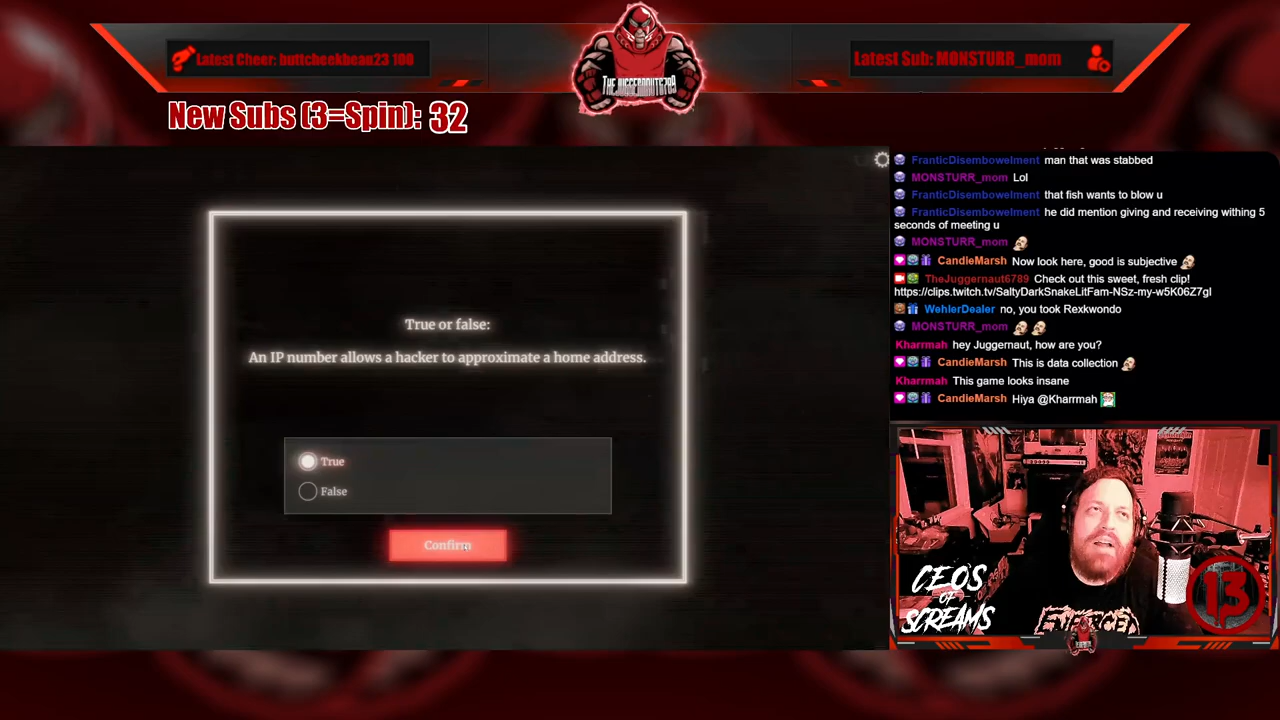 Latest Cheer: buttcheekbeau23 100
THEJUGGERNAUT6789
Latest Sub: MONSTURR_mom
New Subs (3=Spin): 32
True or false:
An IP number allows a hacker to approximate a home address.
True
False
Confirm
FranticDisembowelment man that was stabbed
MONSTURR_mom Lol
FranticDisembowelment that fish wants to blow u
FranticDisembowelment he did mention giving and receiving withing 5
seconds of meeting u
MONSTURR_mom
CandieMarsh Now look here, good is subjective
TheJuggernaut6789 Check out this sweet, fresh clip!
https://clips.twitch.tv/SaltyDarkSnakeLitFam-NSz-my-w5K06Z7gI
WehlerDealer no, you took Rexkwondo
MONSTURR_mom
Kharrmah hey Juggernaut, how are you?
CandieMarsh This is data collection
Kharrmah This game looks insane
CandieMarsh Hiya @Kharrmah
CEOS
OF
SCREAMS
13